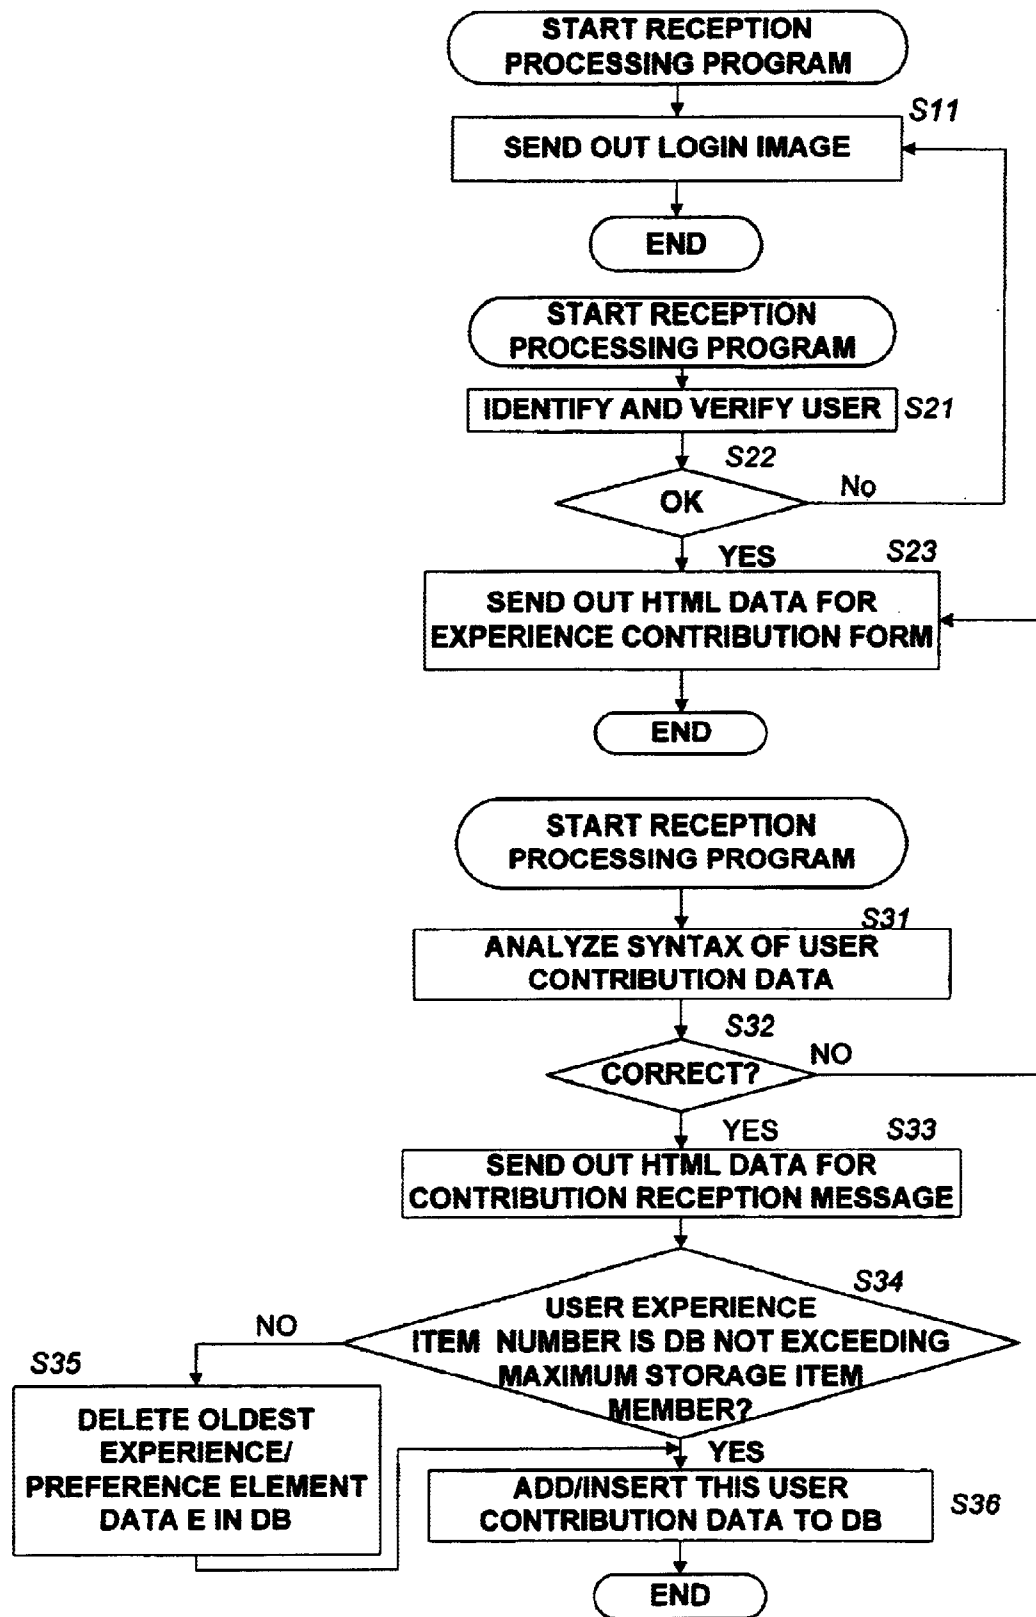 START RECEPTION
PROCESSING PROGRAM
S11
SEND OUT LOGIN IMAGE
END
START RECEPTION
PROCESSING PROGRAM
IDENTIFY AND VERIFY USER
S21
S22
OK
No
YES
S23
SEND OUT HTML DATA FOR
EXPERIENCE CONTRIBUTION FORM
END
START RECEPTION
PROCESSING PROGRAM
S31
ANALYZE SYNTAX OF USER
CONTRIBUTION DATA
S32
CORRECT?
NO
YES
S33
SEND OUT HTML DATA FOR
CONTRIBUTION RECEPTION MESSAGE
S34
USER EXPERIENCE
ITEM NUMBER IS DB NOT EXCEEDING
MAXIMUM STORAGE ITEM
MEMBER?
NO
S35
DELETE OLDEST
EXPERIENCE/
PREFERENCE ELEMENT
DATA E IN DB
YES
ADD/INSERT THIS USER
CONTRIBUTION DATA TO DB
S36
END